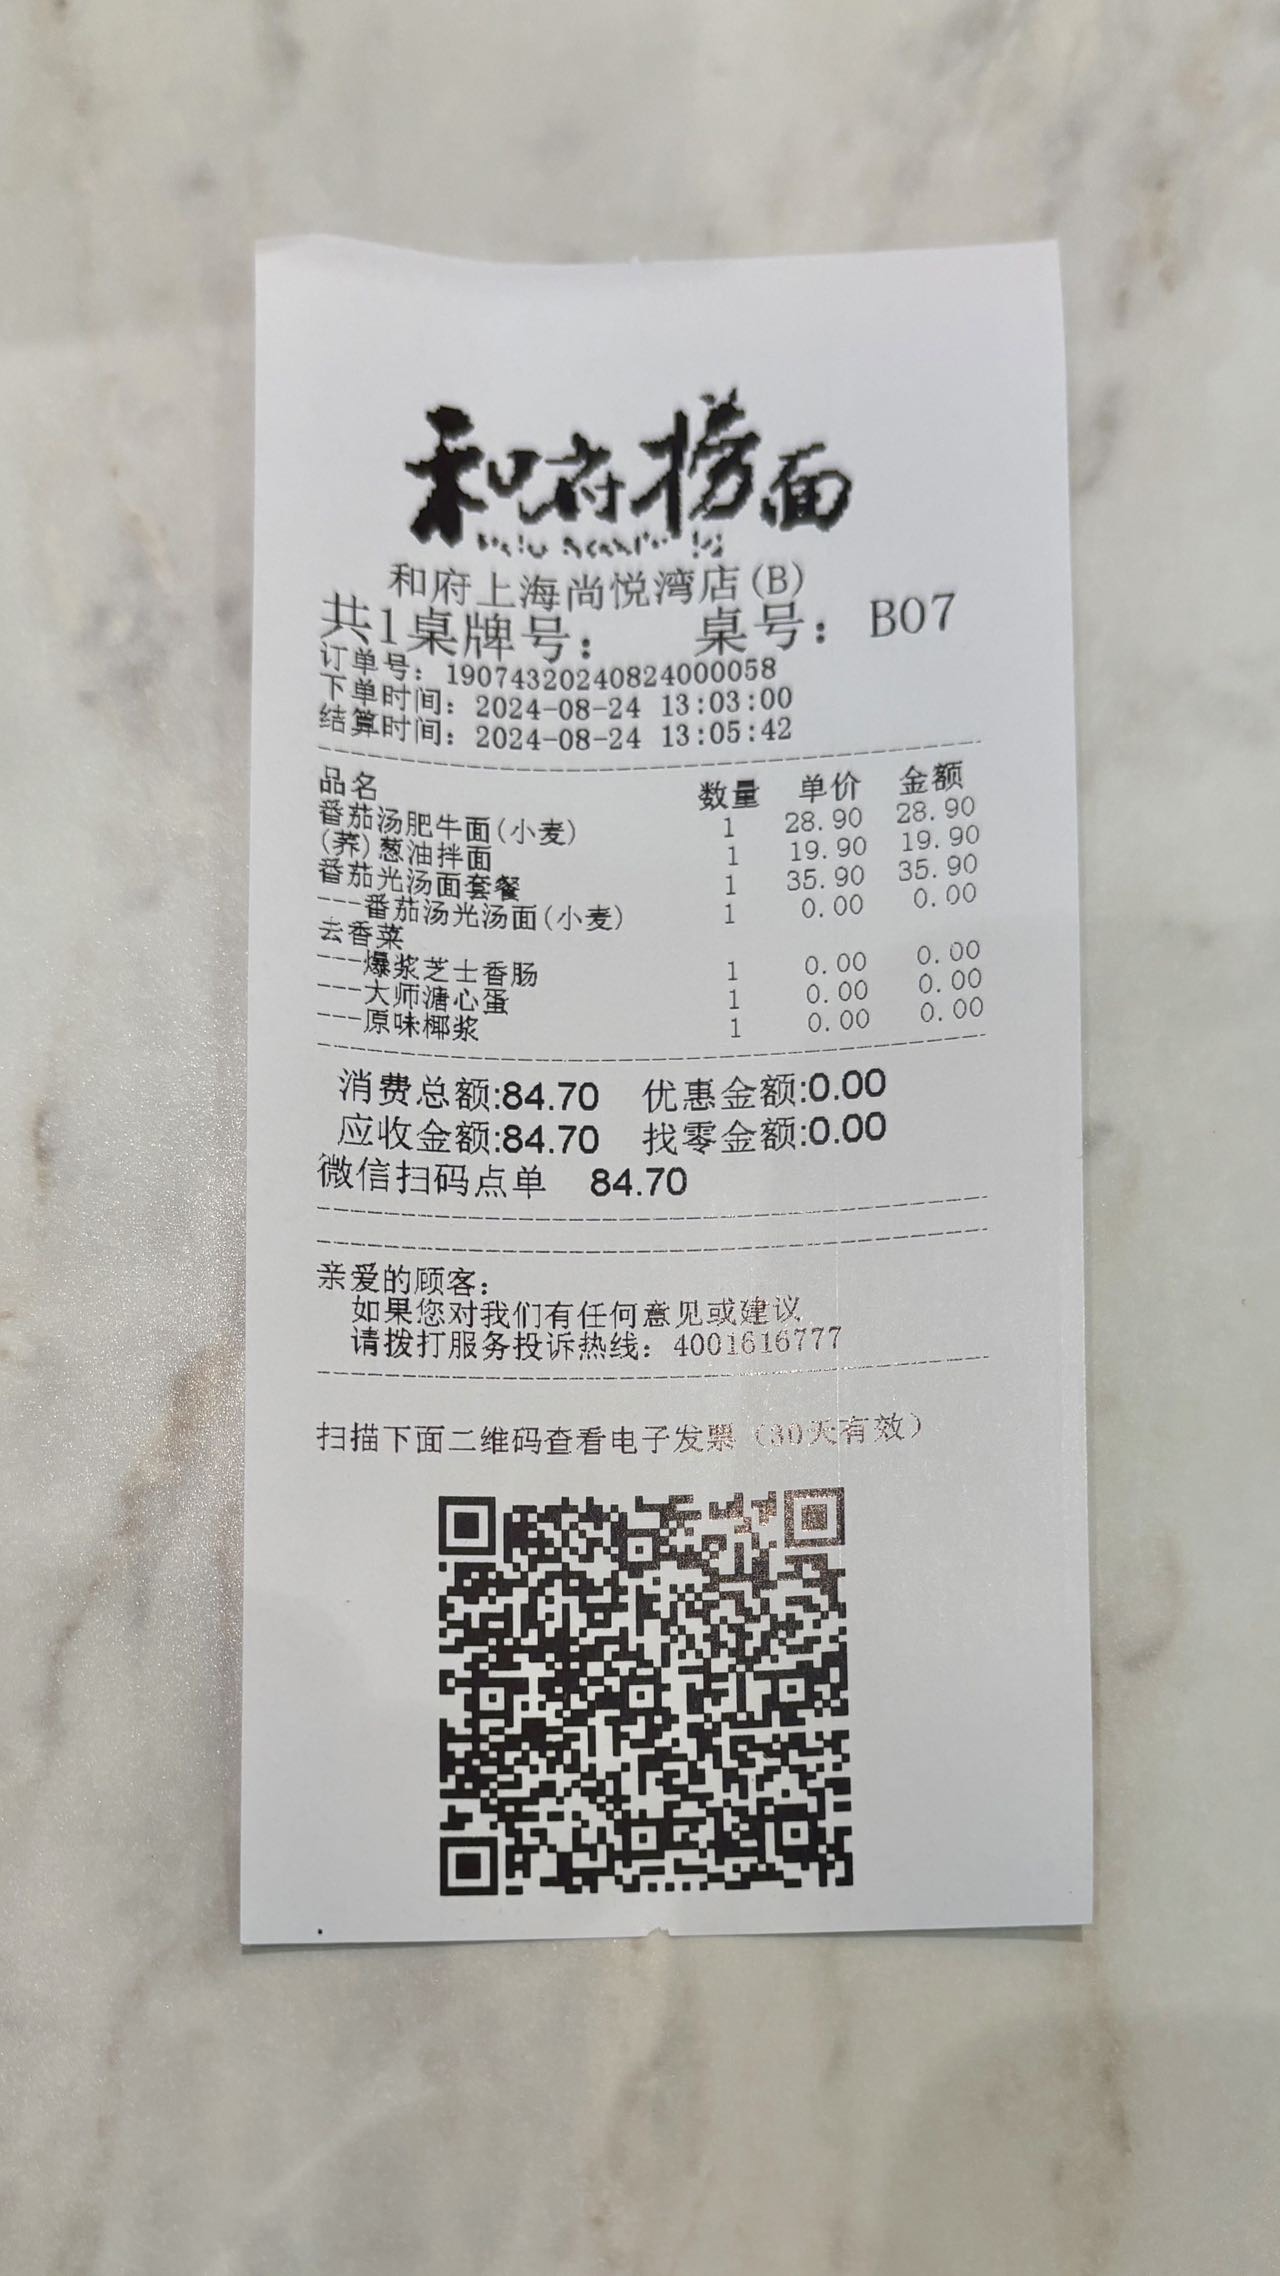 和府捞面
和府上海尚悦湾店(B)
共1桌牌号： 桌号：B07
订单号：19074320240824000058
下单时间：2024-08-24 13:03:00
结算时间：2024-08-24 13:05:42
品名 数量 单价 金额
番茄汤肥牛面(小麦) 1 28.90 28.90
(荞)葱油拌面 1 19.90 19.90
番茄光汤面套餐 1 35.90 35.90
---番茄汤光汤面(小麦) 1 0.00 0.00
去香菜
---爆浆芝士香肠 1 0.00 0.00
---大师溏心蛋 1 0.00 0.00
---原味椰浆 1 0.00 0.00
消费总额:84.70 优惠金额:0.00
应收金额:84.70 找零金额:0.00
微信扫码点单 84.70
亲爱的顾客：
如果您对我们有任何意见或建议
请拨打服务投诉热线：4001616777
扫描下面二维码查看电子发票（30天有效）